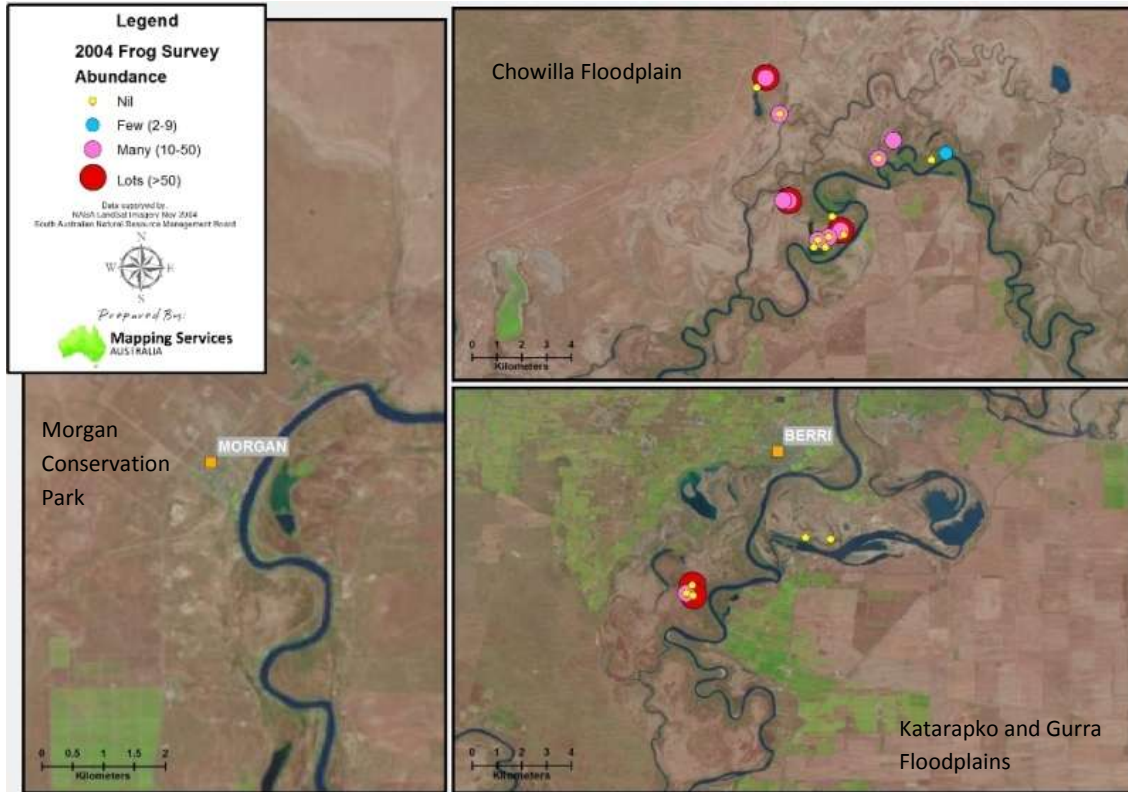 Legend
2004 Frog Survey
Abundance
Nil
Few (2-9)
Many (10-50)
Lots (>50)
Data supplied by:
NASA LandSat Imagery Nov 2004
South Australian Natural Resource Management Board
N
W
E
S
Prepared By:
Mapping Services
AUSTRALIA
Morgan
Conservation
Park
MORGAN
0 0.5 1 1.5 2
Kilometers
Chowilla Floodplain
0 1 2 3 4
Kilometers
BERRI
0 1 2 3 4
Kilometers
Katarapko and Gurra
Floodplains